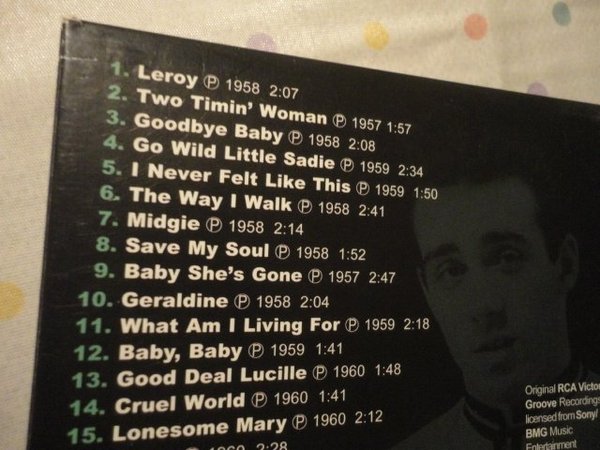 1. Leroy ℗ 1958 2:07
2. Two Timin' Woman ℗ 1957 1:57
3. Goodbye Baby ℗ 1958 2:08
4. Go Wild Little Sadie ℗ 1959 2:34
5. I Never Felt Like This ℗ 1959 1:50
6. The Way I Walk ℗ 1958 2:41
7. Midgie ℗ 1958 2:14
8. Save My Soul ℗ 1958 1:52
9. Baby She's Gone ℗ 1957 2:47
10. Geraldine ℗ 1958 2:04
11. What Am I Living For ℗ 1959 2:18
12. Baby, Baby ℗ 1959 1:41
13. Good Deal Lucille ℗ 1960 1:48
14. Cruel World ℗ 1960 1:41
15. Lonesome Mary ℗ 1960 2:12
℗ 1960 2:28
Original RCA Victor
Groove Recordings
licensed from Sony/
BMG Music
Entertainment